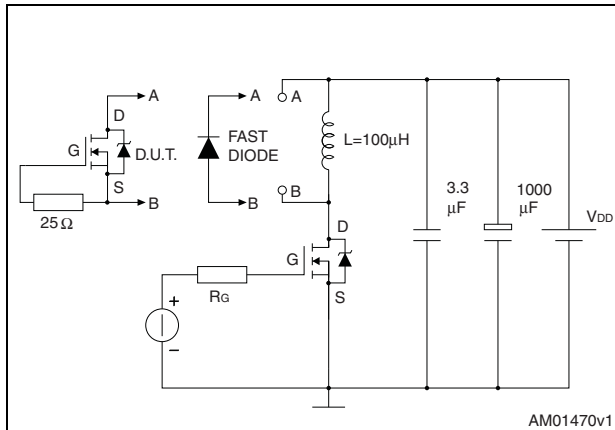 A
D
G
D.U.T.
S
B
25Ω
A
FAST
DIODE
B
A
L=100µH
B
D
G
S
RG
+
−
3.3
µF
1000
µF
VDD
AM01470v1